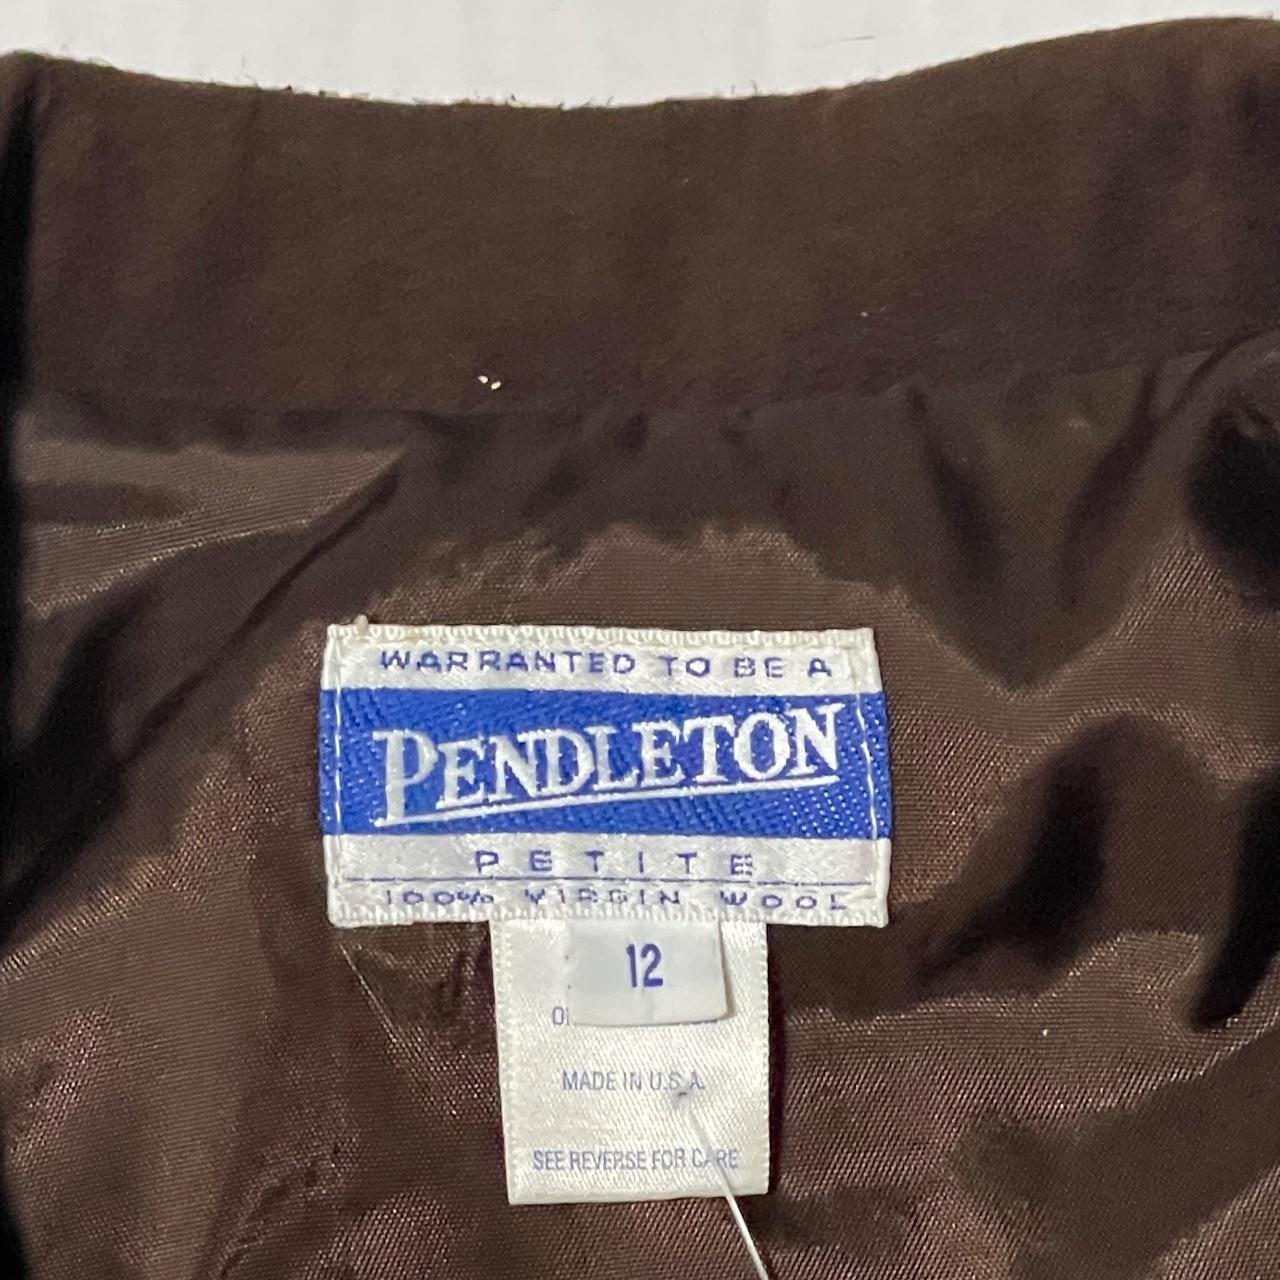 WARRANTED TO BE A
PENDLETON
PETITE
100% VIRGIN WOOL
12
MADE IN U.S.A.
SEE REVERSE FOR CARE